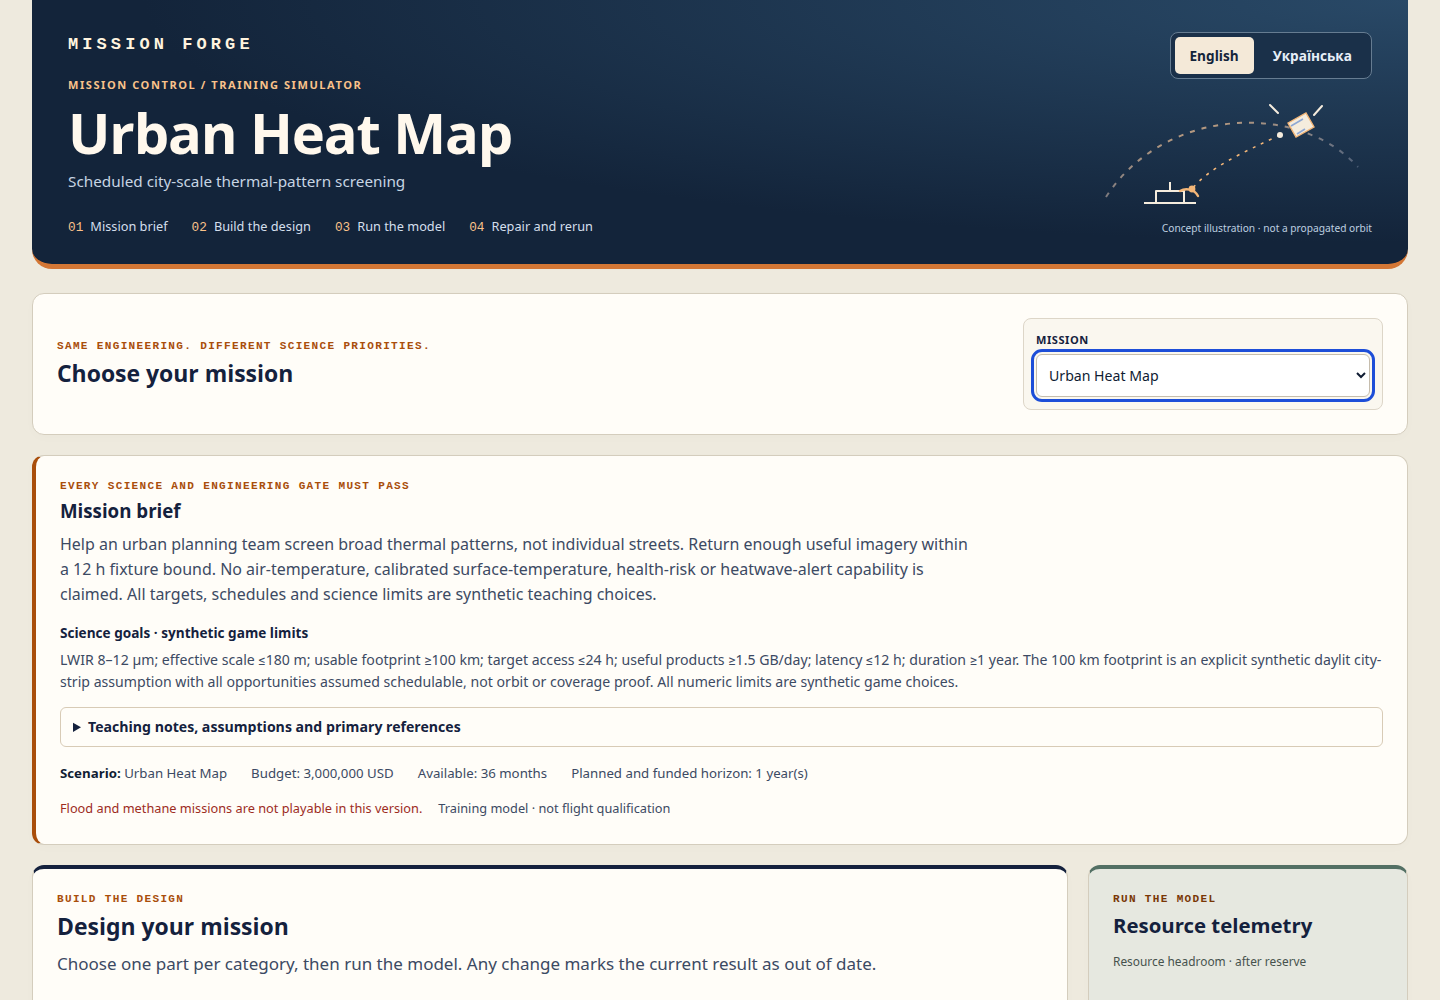 MISSION FORGE
English
Українська
MISSION CONTROL / TRAINING SIMULATOR
Urban Heat Map
Scheduled city-scale thermal-pattern screening
01 Mission brief
02 Build the design
03 Run the model
04 Repair and rerun
Concept illustration · not a propagated orbit
SAME ENGINEERING. DIFFERENT SCIENCE PRIORITIES.
Choose your mission
MISSION
Urban Heat Map
EVERY SCIENCE AND ENGINEERING GATE MUST PASS
Mission brief
Help an urban planning team screen broad thermal patterns, not individual streets. Return enough useful imagery within
a 12 h fixture bound. No air-temperature, calibrated surface-temperature, health-risk or heatwave-alert capability is
claimed. All targets, schedules and science limits are synthetic teaching choices.
Science goals · synthetic game limits
LWIR 8–12 µm; effective scale ≤180 m; usable footprint ≥100 km; target access ≤24 h; useful products ≥1.5 GB/day; latency ≤12 h; duration ≥1 year. The 100 km footprint is an explicit synthetic daylit city-
strip assumption with all opportunities assumed schedulable, not orbit or coverage proof. All numeric limits are synthetic game choices.
Teaching notes, assumptions and primary references
Scenario: Urban Heat Map
Budget: 3,000,000 USD
Available: 36 months
Planned and funded horizon: 1 year(s)
Flood and methane missions are not playable in this version.
Training model · not flight qualification
BUILD THE DESIGN
Design your mission
Choose one part per category, then run the model. Any change marks the current result as out of date.
RUN THE MODEL
Resource telemetry
Resource headroom · after reserve